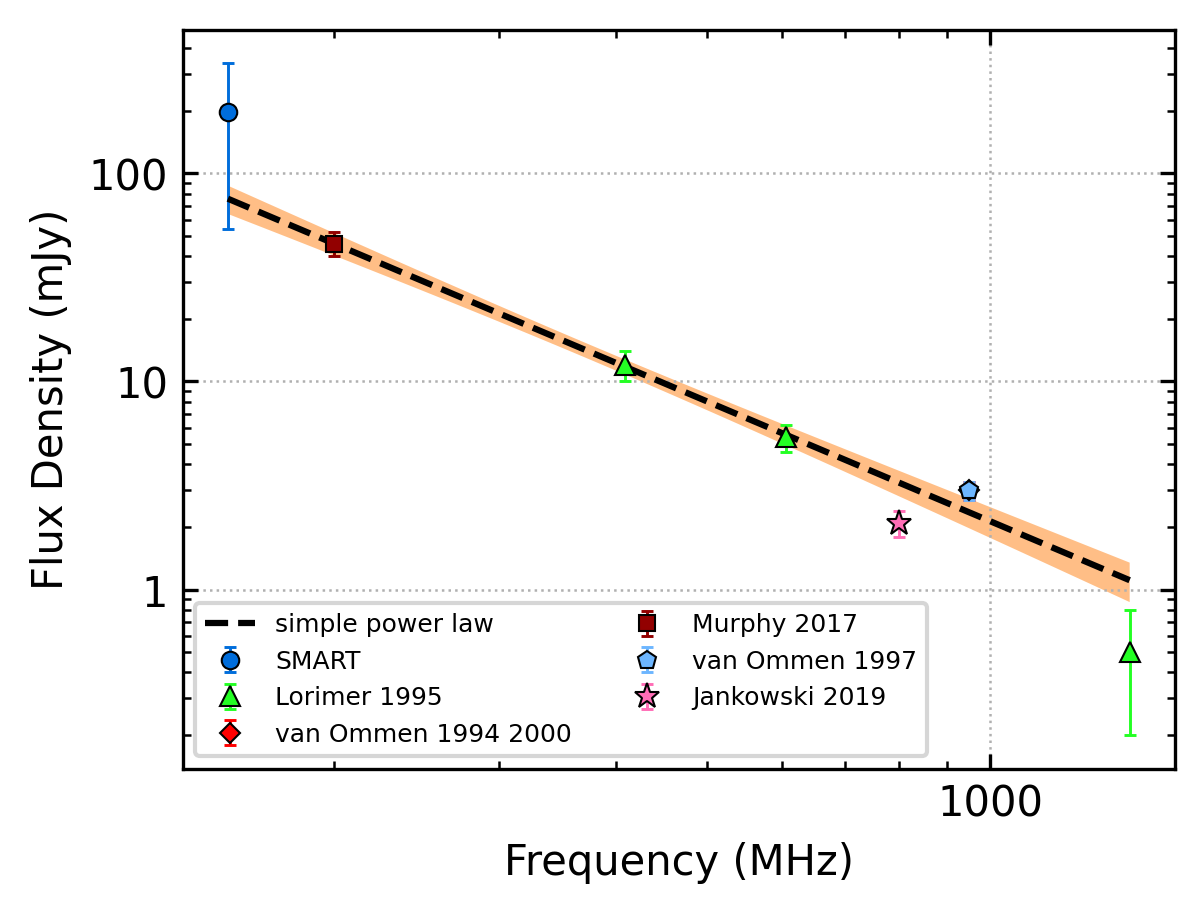 Flux Density (mJy)
100
10
1
simple power law
SMART
Lorimer 1995
van Ommen 1994 2000
Murphy 2017
van Ommen 1997
Jankowski 2019
1000
Frequency (MHz)